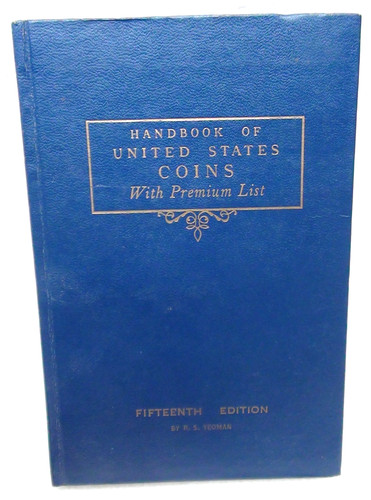 HANDBOOK OF
UNITED STATES
COINS
With Premium List
FIFTEENTH EDITION
BY R. S. YEOMAN